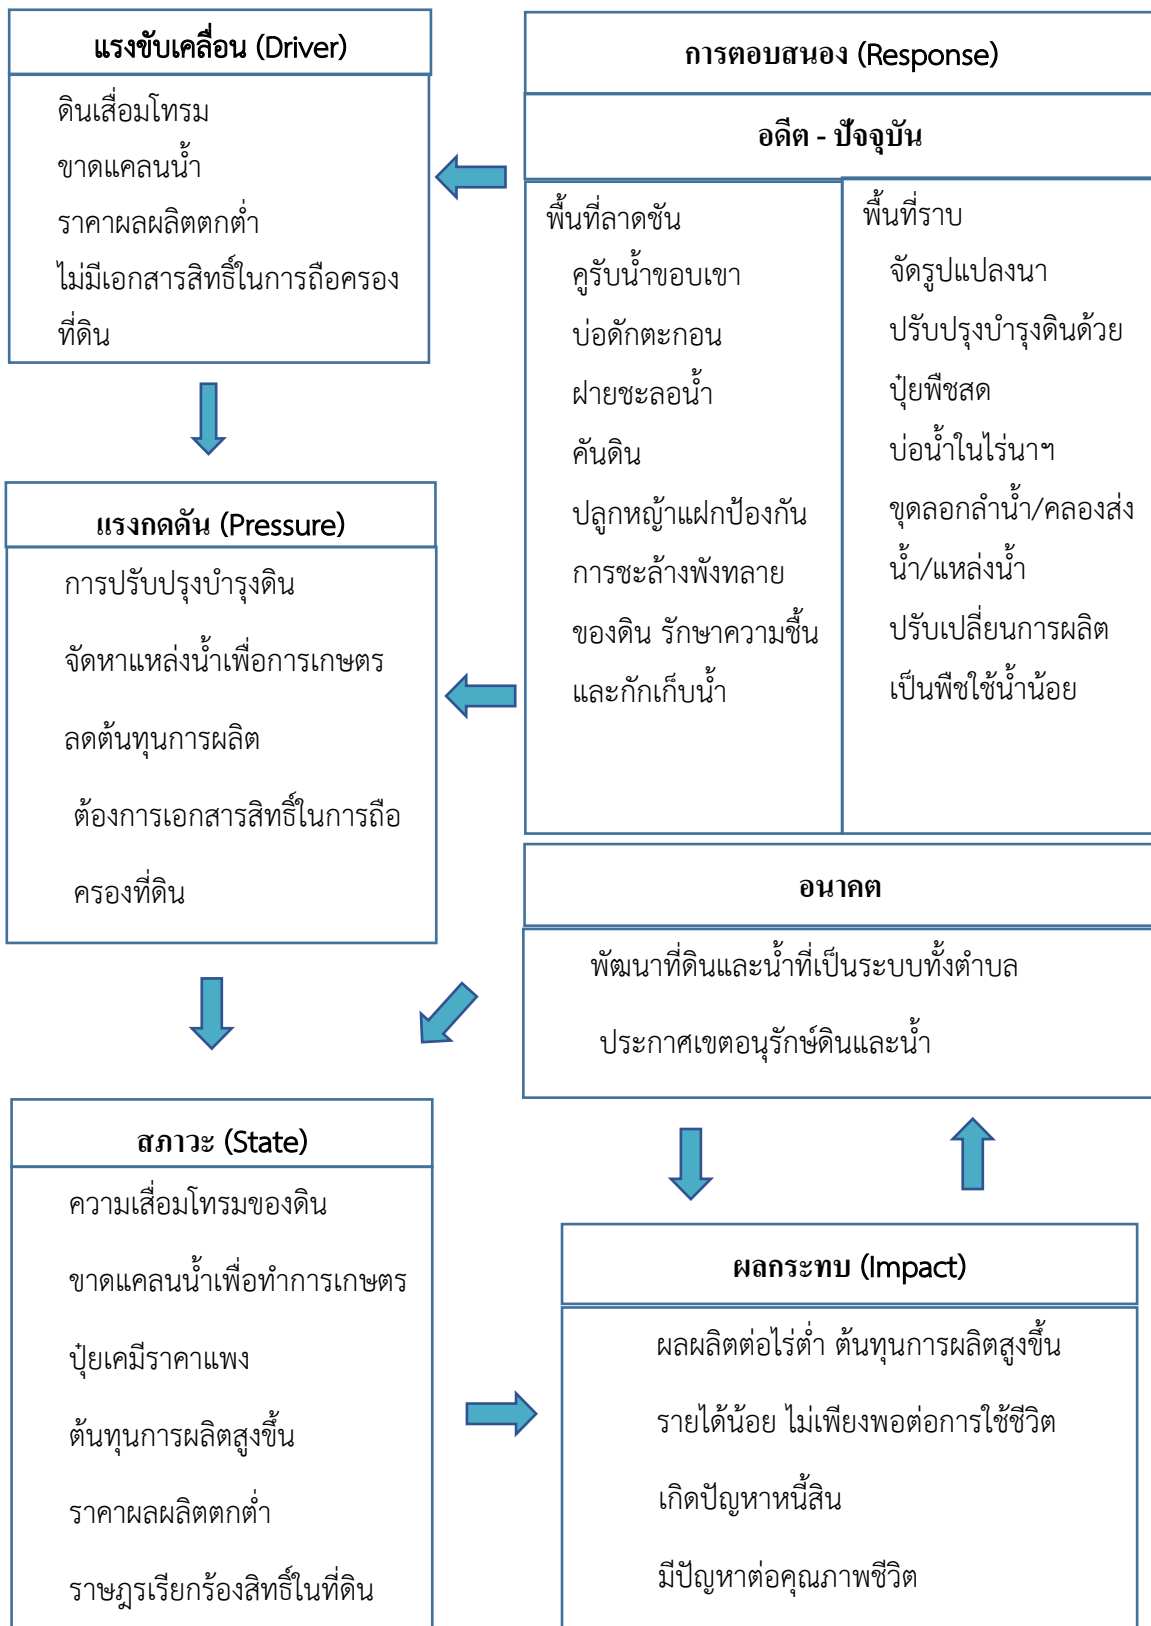 แรงขับเคลื่อน (Driver)
ดินเสื่อมโทรม
ขาดแคลนน้ำ
ราคาผลผลิตตกต่ำ
ไม่มีเอกสารสิทธิ์ในการถือครอง
ที่ดิน
แรงกดดัน (Pressure)
การปรับปรุงบำรุงดิน
จัดหาแหล่งน้ำเพื่อการเกษตร
ลดต้นทุนการผลิต
ต้องการเอกสารสิทธิ์ในการถือ
ครองที่ดิน
สภาวะ (State)
ความเสื่อมโทรมของดิน
ขาดแคลนน้ำเพื่อทำการเกษตร
ปุ๋ยเคมีราคาแพง
ต้นทุนการผลิตสูงขึ้น
ราคาผลผลิตตกต่ำ
ราษฎรเรียกร้องสิทธิ์ในที่ดิน
การตอบสนอง (Response)
อดีต - ปัจจุบัน
พื้นที่ลาดชัน
คูรับน้ำขอบเขา
บ่อดักตะกอน
ฝายชะลอน้ำ
คันดิน
ปลูกหญ้าแฝกป้องกัน
การชะล้างพังทลาย
ของดิน รักษาความชื้น
และกักเก็บน้ำ
พื้นที่ราบ
จัดรูปแปลงนา
ปรับปรุงบำรุงดินด้วย
ปุ๋ยพืชสด
บ่อน้ำในไร่นาฯ
ขุดลอกลำน้ำ/คลองส่ง
น้ำ/แหล่งน้ำ
ปรับเปลี่ยนการผลิต
เป็นพืชใช้น้ำน้อย
อนาคต
พัฒนาที่ดินและน้ำที่เป็นระบบทั้งตำบล
ประกาศเขตอนุรักษ์ดินและน้ำ
ผลกระทบ (Impact)
ผลผลิตต่อไร่ต่ำ ต้นทุนการผลิตสูงขึ้น
รายได้น้อย ไม่เพียงพอต่อการใช้ชีวิต
เกิดปัญหาหนี้สิน
มีปัญหาต่อคุณภาพชีวิต